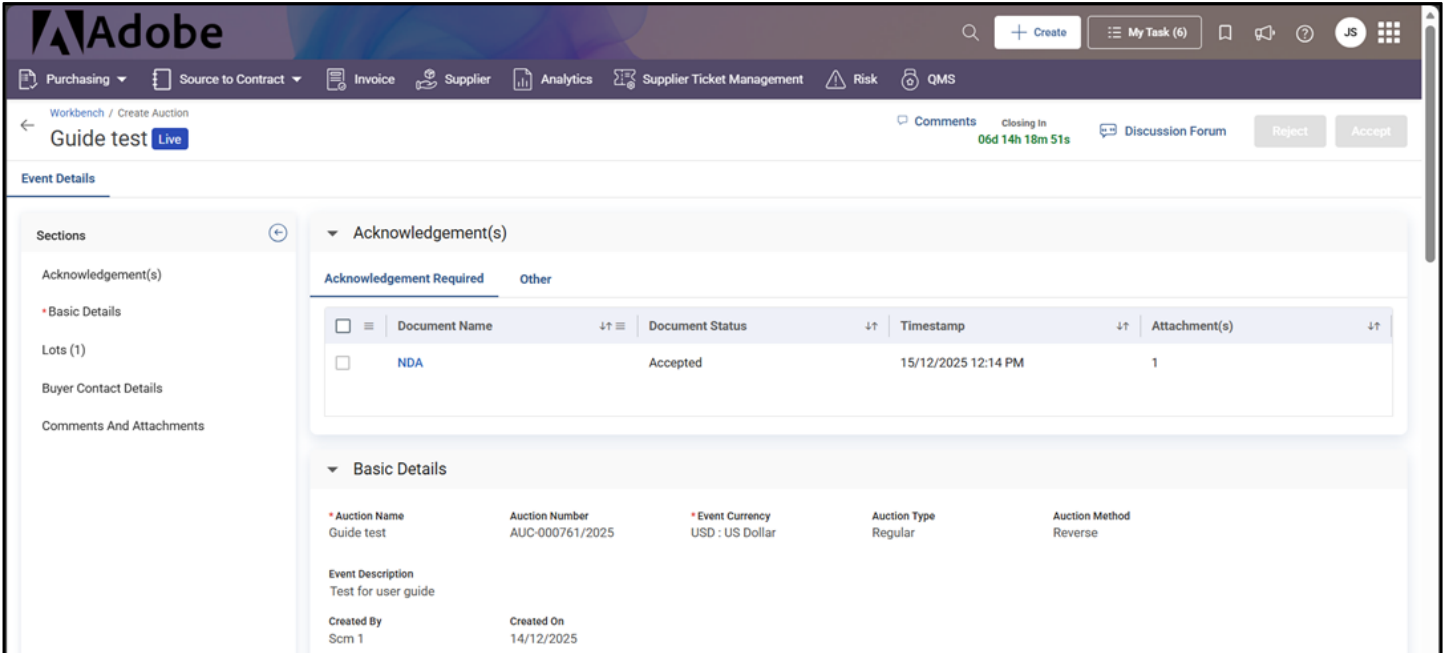 Adobe
Create
My Task (6)
JS
Purchasing
Source to Contract
Invoice
Supplier
Analytics
Supplier Ticket Management
Risk
QMS
Workbench / Create Auction
Guide test Live
Comments
Closing In
06d 14h 18m 51s
Discussion Forum
Reject
Accept
Event Details
Sections
Acknowledgement(s)
*Basic Details
Lots (1)
Buyer Contact Details
Comments And Attachments
Acknowledgement(s)
Acknowledgement Required Other
Document Name Document Status Timestamp Attachment(s)
NDA Accepted 15/12/2025 12:14 PM 1
Basic Details
* Auction Name Auction Number * Event Currency Auction Type Auction Method
Guide test AUC-000761/2025 USD : US Dollar Regular Reverse
Event Description
Test for user guide
Created By Created On
Scm 1 14/12/2025